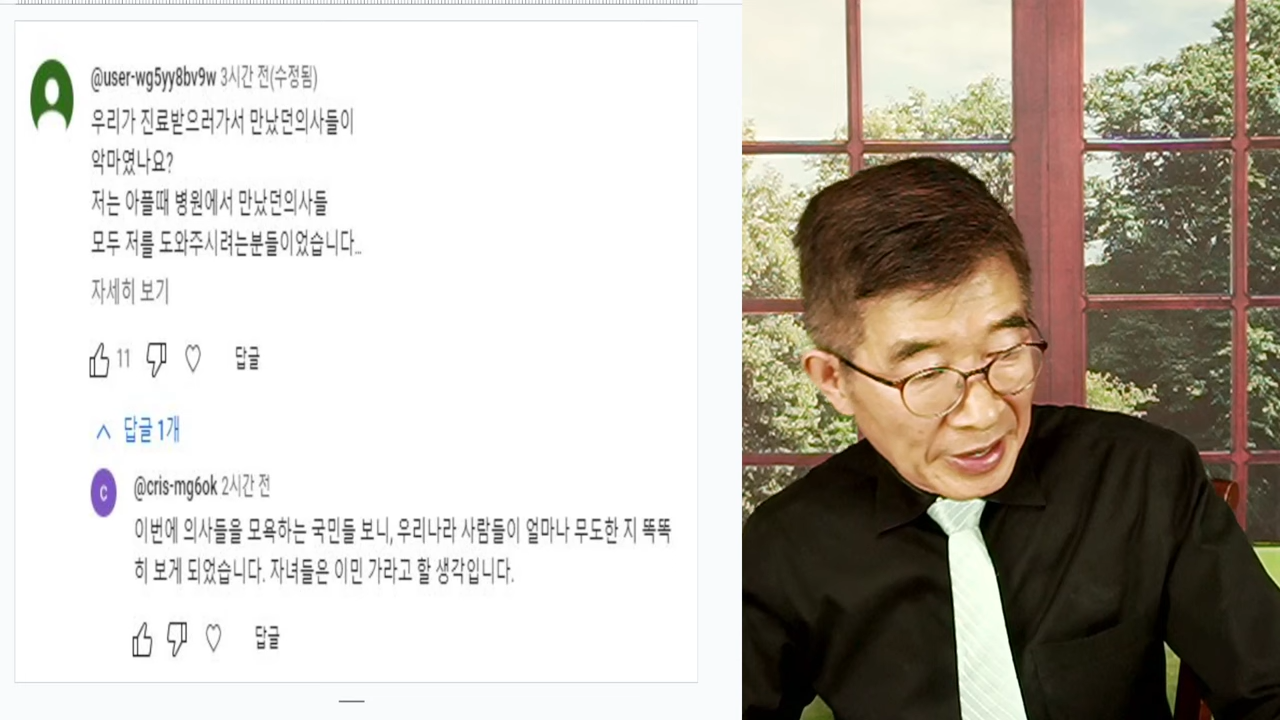 @user-wg5yy8bv9w 3시간 전(수정됨)
우리가 진료받으러가서 만났던의사들이
악마였나요?
저는 아플때 병원에서 만났던의사들
모두 저를 도와주시려는분들이었습니다...
자세히 보기
11 답글
답글 1개
C
@cris-mg6ok 2시간 전
이번에 의사들을 모욕하는 국민들 보니, 우리나라 사람들이 얼마나 무도한 지 똑똑
히 보게 되었습니다. 자녀들은 이민 가라고 할 생각입니다.
답글